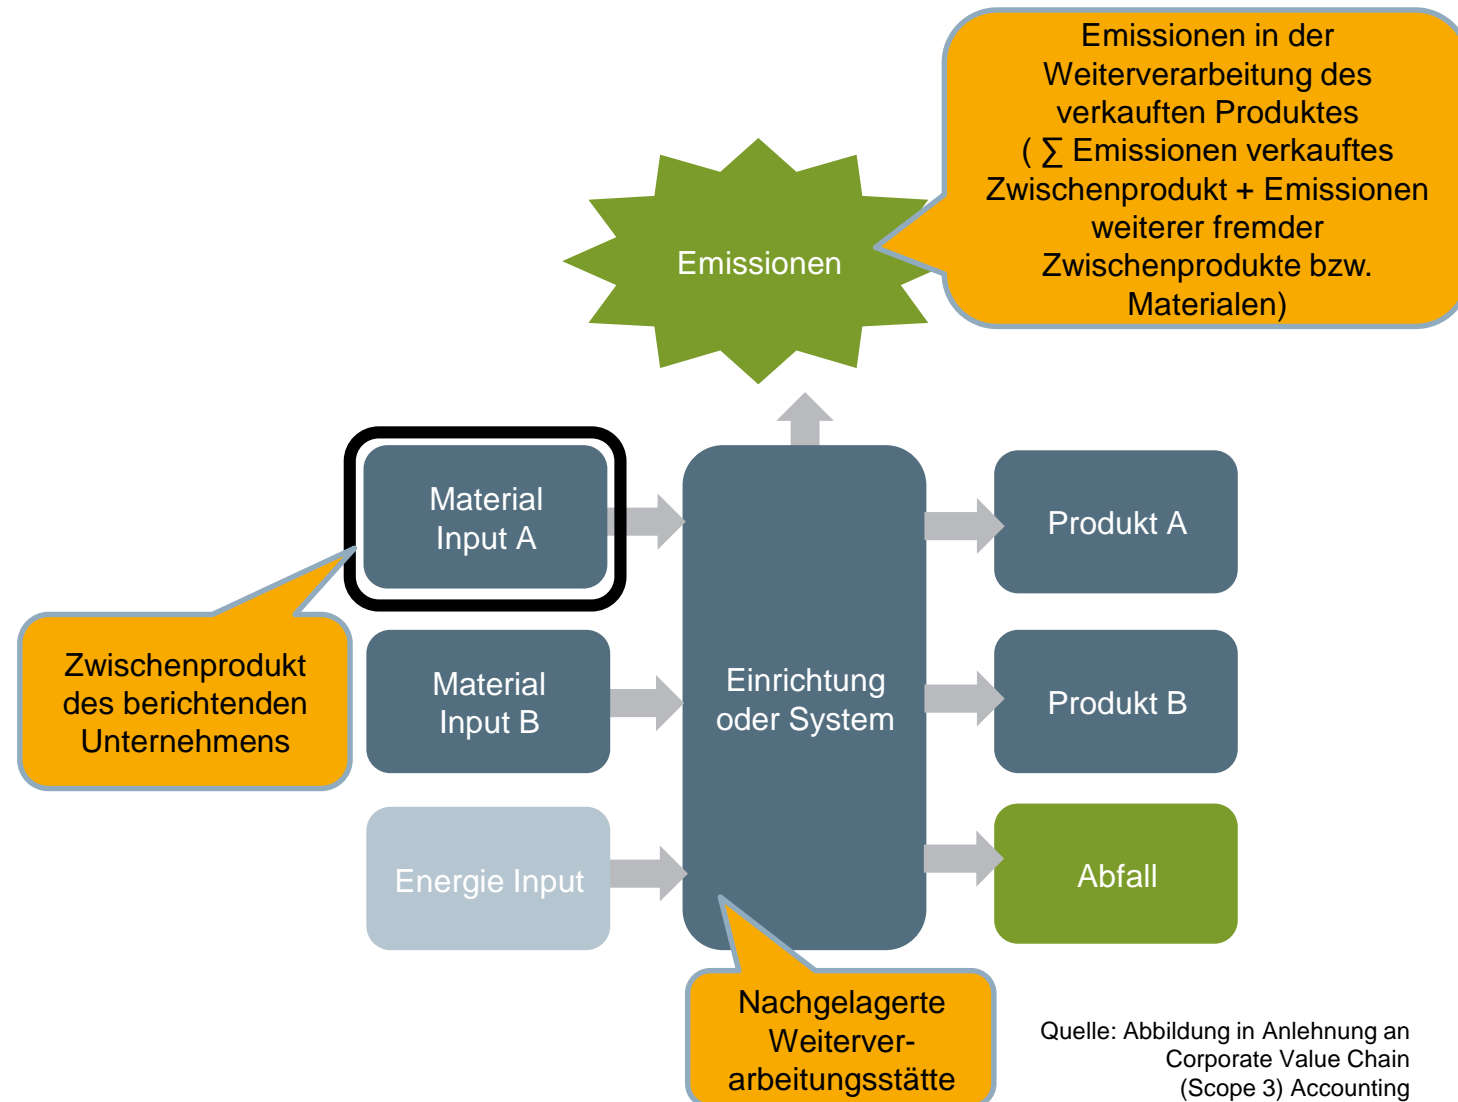 Emissionen in der
Weiterverarbeitung des
verkauften Produktes
( ∑ Emissionen verkauftes
Zwischenprodukt + Emissionen
weiterer fremder
Zwischenprodukte bzw.
Materialen)
Emissionen
Material
Input A
Produkt A
Zwischenprodukt
des berichtenden
Unternehmens
Material
Input B
Einrichtung
oder System
Produkt B
Energie Input
Abfall
Nachgelagerte
Weiterver-
arbeitungsstätte
Quelle: Abbildung in Anlehnung an
Corporate Value Chain
(Scope 3) Accounting